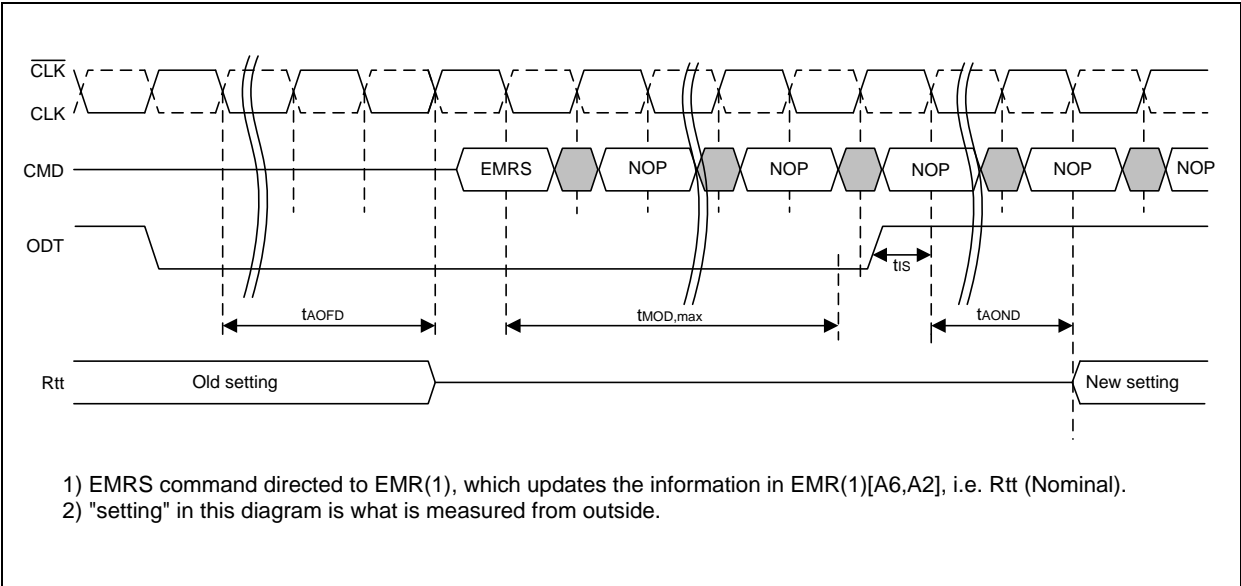 CLK
CLK
CMD
EMRS
NOP
NOP
NOP
NOP
NOP
ODT
tIS
tAOFD
tMOD,max
tAOND
Rtt
Old setting
New setting
1) EMRS command directed to EMR(1), which updates the information in EMR(1)[A6,A2], i.e. Rtt (Nominal).
2) "setting" in this diagram is what is measured from outside.